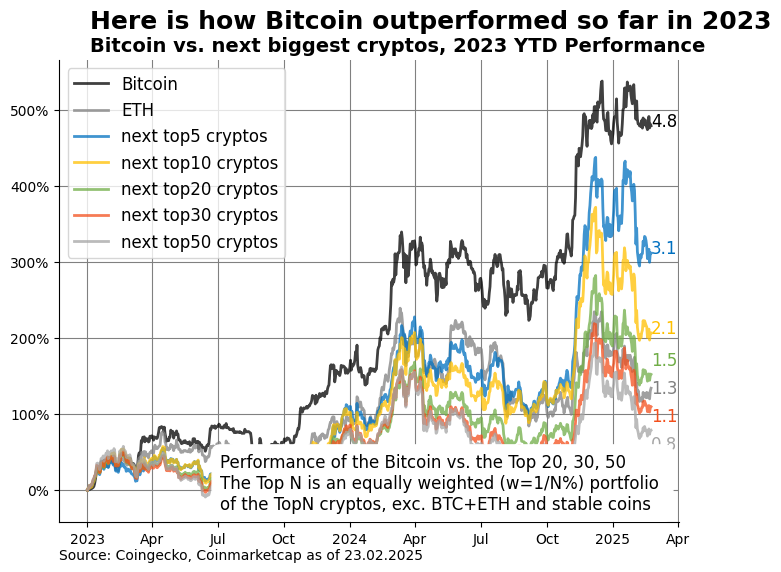 Here is how Bitcoin outperformed so far in 2023
Bitcoin vs. next biggest cryptos, 2023 YTD Performance
Bitcoin
ETH
next top5 cryptos
next top10 cryptos
next top20 cryptos
next top30 cryptos
next top50 cryptos
500%
400%
300%
200%
100%
0%
4.8
3.1
2.1
1.5
1.3
1.1
0.8
Performance of the Bitcoin vs. the Top 20, 30, 50
The Top N is an equally weighted (w=1/N%) portfolio
of the TopN cryptos, exc. BTC+ETH and stable coins
2023 Apr Jul Oct 2024 Apr Jul Oct 2025 Apr
Source: Coingecko, Coinmarketcap as of 23.02.2025